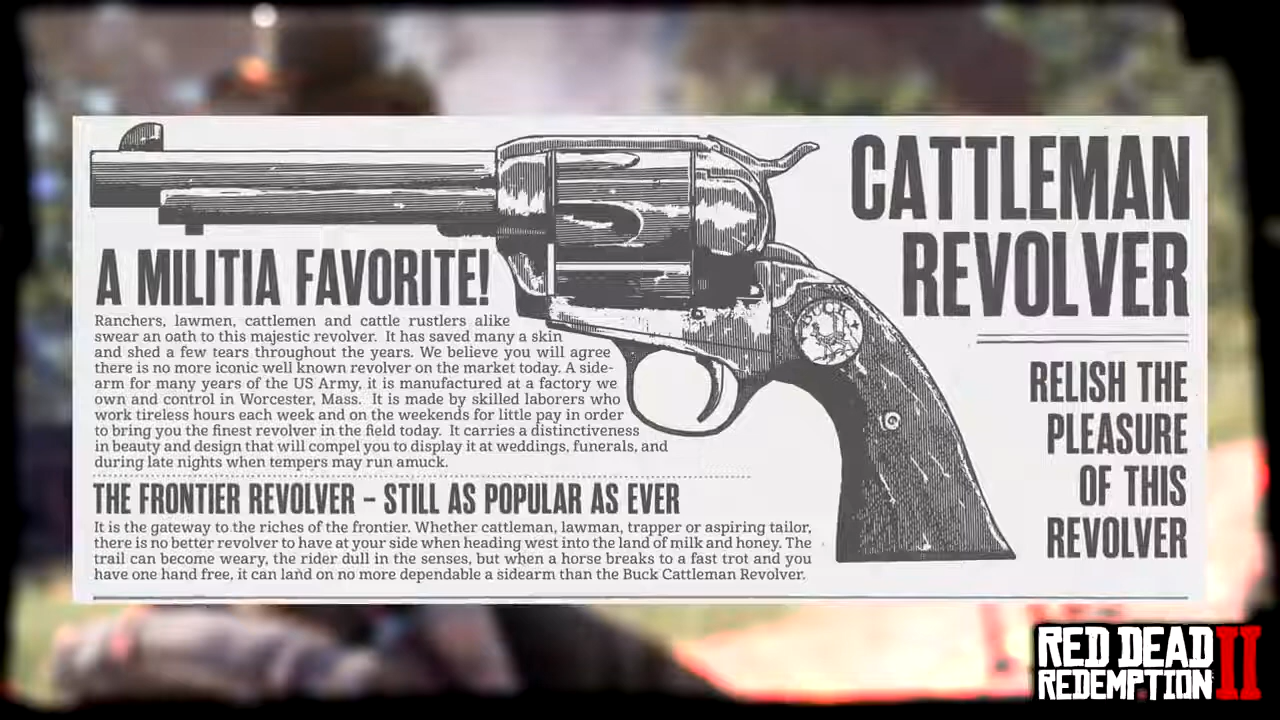 CATTLEMAN
REVOLVER
A MILITIA FAVORITE!
Ranchers, lawmen, cattlemen and cattle rustlers alike
swear an oath to this majestic revolver. It has saved many a skin
and shed a few tears throughout the years. We believe you will agree
there is no more iconic well known revolver on the market today. A side-
arm for many years of the US Army, it is manufactured at a factory we
own and control in Worcester, Mass. It is made by skilled laborers who
work tireless hours each week and on the weekends for little pay in order
to bring you the finest revolver in the field today. It carries a distinctiveness
in beauty and design that will compel you to display it at weddings, funerals, and
during late nights when tempers may run amuck.
THE FRONTIER REVOLVER – STILL AS POPULAR AS EVER
It is the gateway to the riches of the frontier. Whether cattleman, lawman, trapper or aspiring tailor,
there is no better revolver to have at your side when heading west into the land of milk and honey. The
trail can become weary, the rider dull in the senses, but when a horse breaks to a fast trot and you
have one hand free, it can land on no more dependable a sidearm than the Buck Cattleman Revolver.
RELISH THE
PLEASURE
OF THIS
REVOLVER
RED DEAD
REDEMPTION II